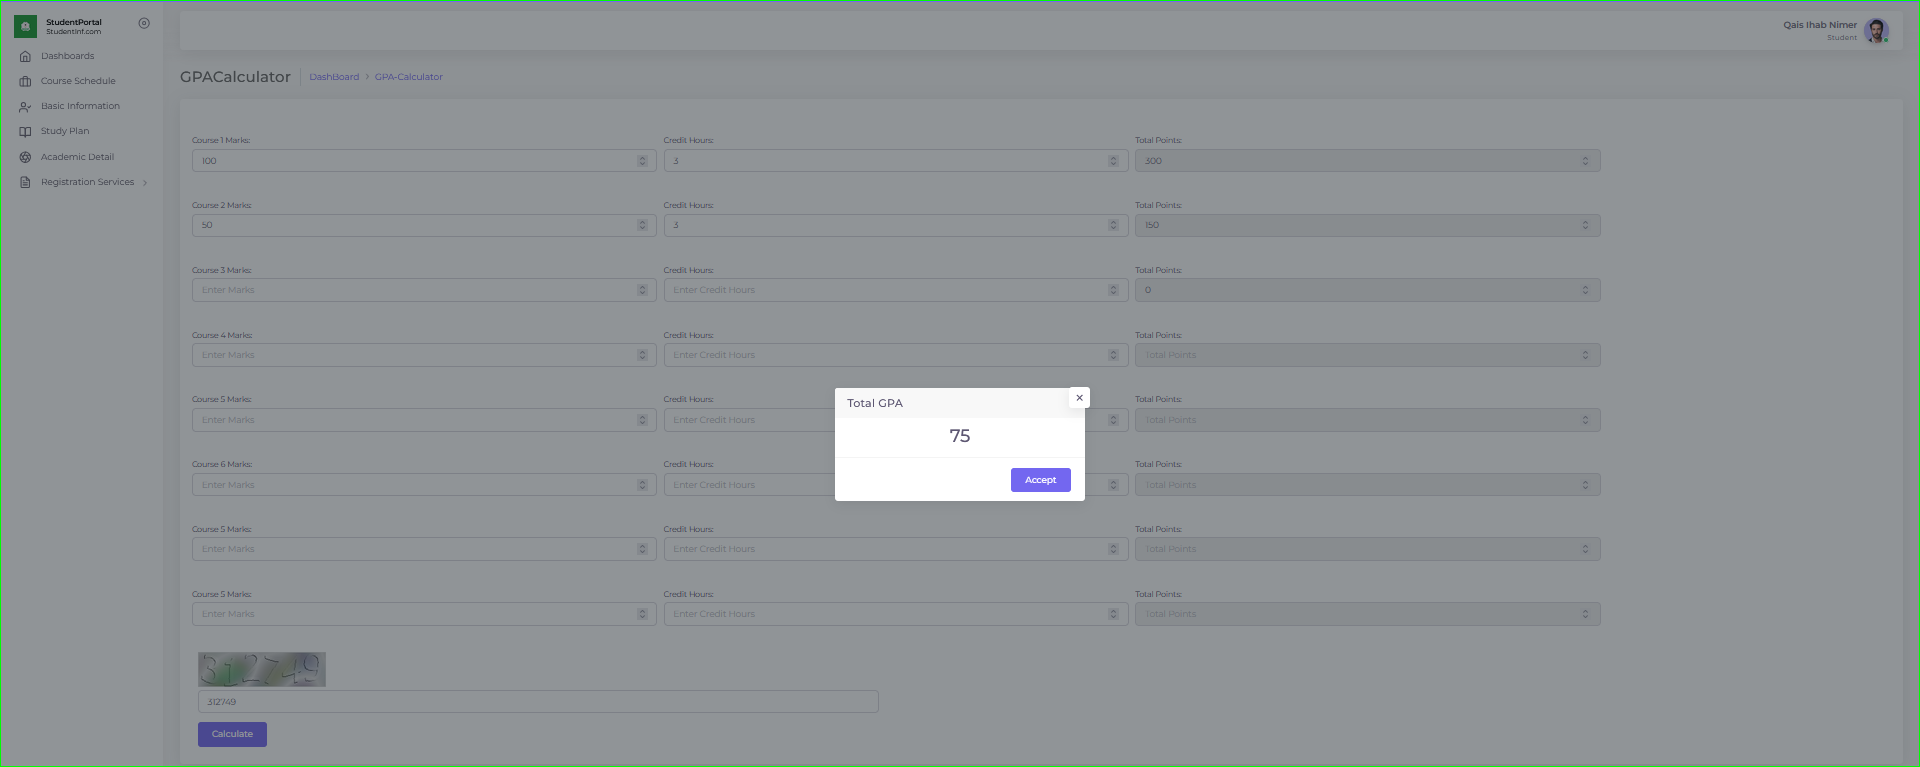 StudentPortal
StudentInf.com
Dashboards
Course Schedule
Basic Information
Study Plan
Academic Detail
Registration Services
Qais Ihab Nimer
Student
GPACalculator
DashBoard > GPA-Calculator
Course 1 Marks: Credit Hours: Total Points:
100 3 300
Course 2 Marks: Credit Hours: Total Points:
50 3 150
Course 3 Marks: Credit Hours: Total Points:
Enter Marks Enter Credit Hours 0
Course 4 Marks: Credit Hours: Total Points:
Enter Marks Enter Credit Hours Total Points
Course 5 Marks: Credit Hours: Total Points:
Enter Marks Enter Credit Hours Total Points
Course 6 Marks: Credit Hours: Total Points:
Enter Marks Enter Credit Hours Total Points
Course 5 Marks: Credit Hours: Total Points:
Enter Marks Enter Credit Hours Total Points
Course 5 Marks: Credit Hours: Total Points:
Enter Marks Enter Credit Hours Total Points
Total GPA
75
Accept
312749
312749
Calculate